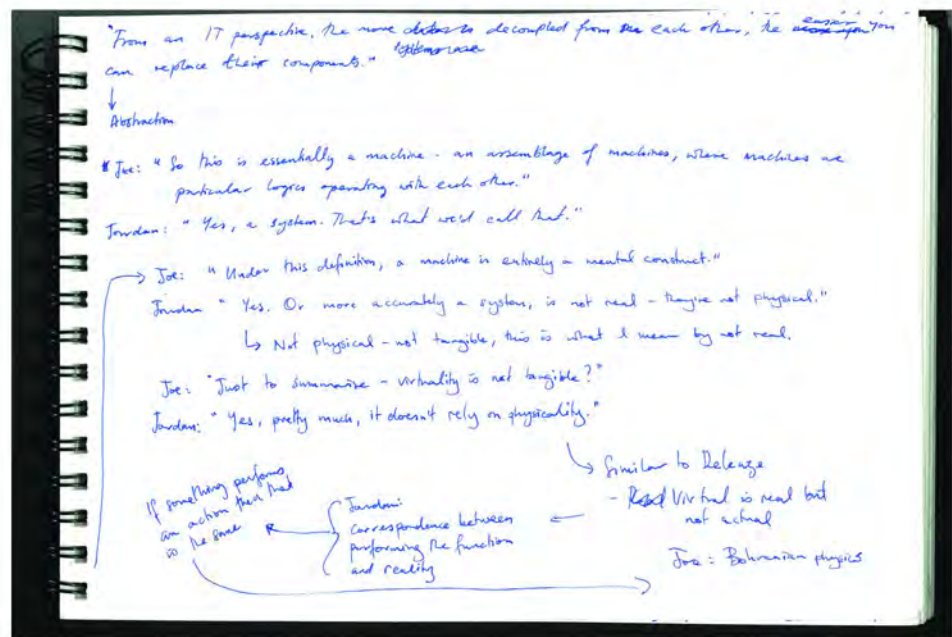 "From an IT perspective, the more decoupled from each other, the easier you
can replace their components."
Abstraction
Joe: "So this is essentially a machine - an assemblage of machines, where machines are
particular logics operating with each other."
Jordan: "Yes, a system. That's what we'd call that."
Joe: "Under this definition, a machine is entirely a mental construct."
Jordan "Yes. Or more accurately a system, is not real - they're not physical."
Not physical - not tangible, this is what I mean by not real.
Joe: "Just to summarise - virtuality is not tangible?"
Jordan: "Yes, pretty much, it doesn't rely on physicality."
Similar to Deleuze
- Virtual is real but
not actual
Joe: Bohmenian physics
Jordan:
correspondence between
performing the function
and reality
If something performs
an action then that
is the same